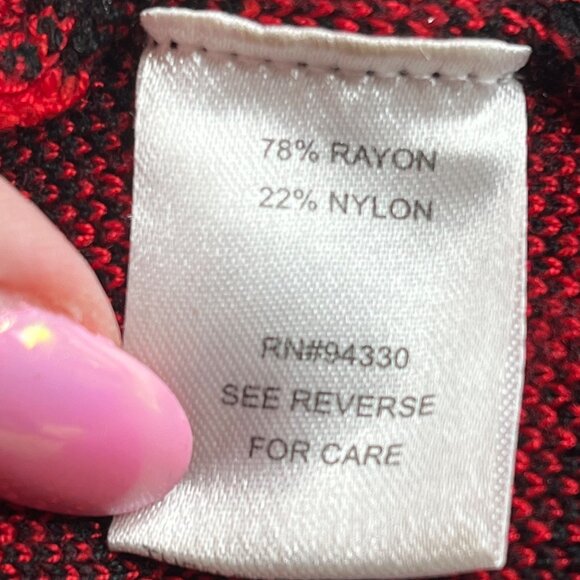 78% RAYON
22% NYLON
RN#94330
SEE REVERSE
FOR CARE